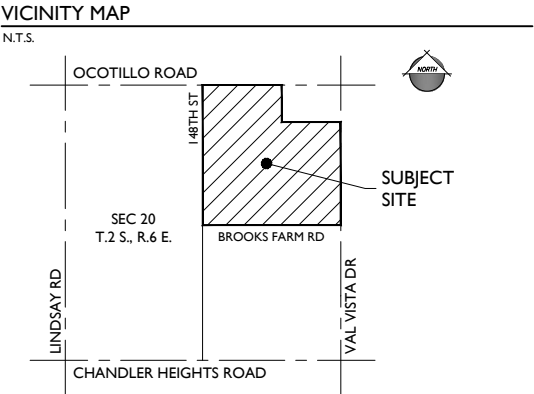 VICINITY MAP
N.T.S.
OCOTILLO ROAD
NORTH
148TH ST
SUBJECT
SITE
SEC 20
T.2 S., R.6 E.
BROOKS FARM RD
LINDSAY RD
VAL VISTA DR
CHANDLER HEIGHTS ROAD